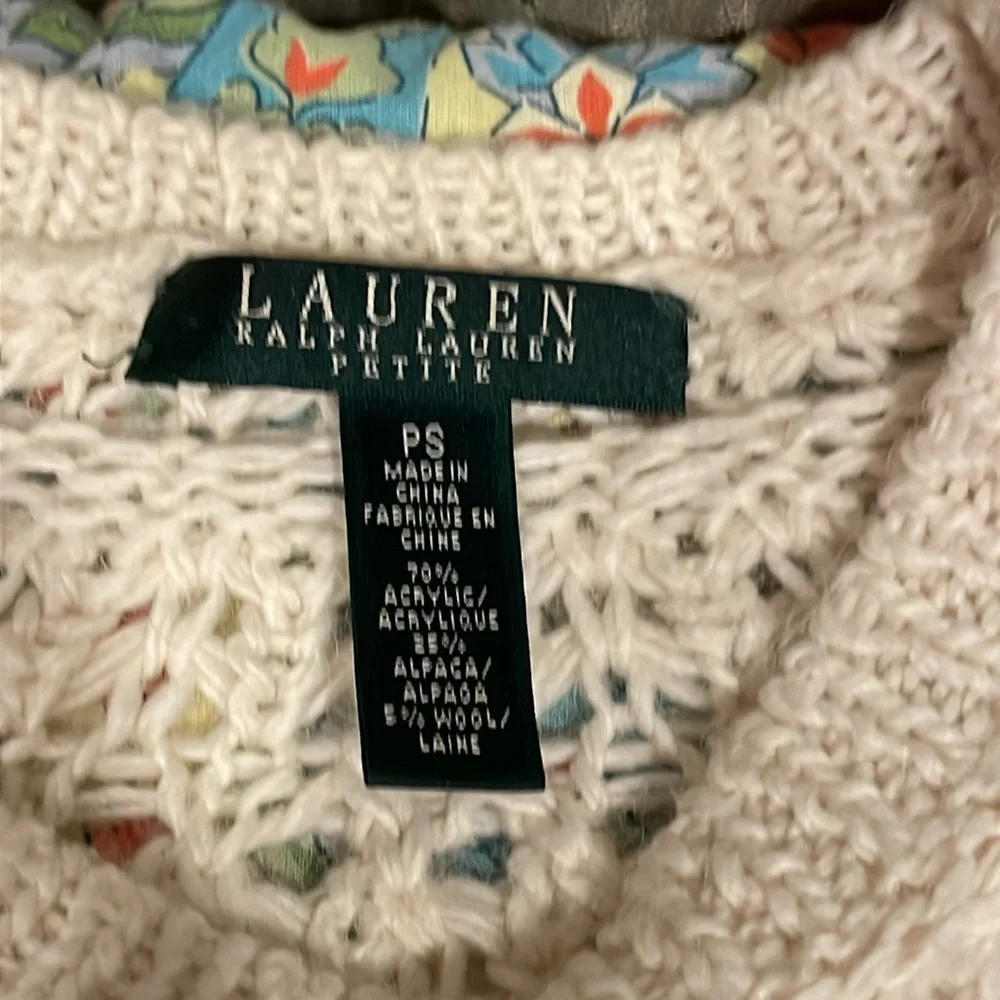 LAUREN
RALPH LAUREN
PETITE
PS
MADE IN
CHINA
FABRIQUE EN
CHINE
70%
ACRYLIC/
ACRYLIQUE
25%
ALPACA/
ALPAGA
5% WOOL/
LAINE